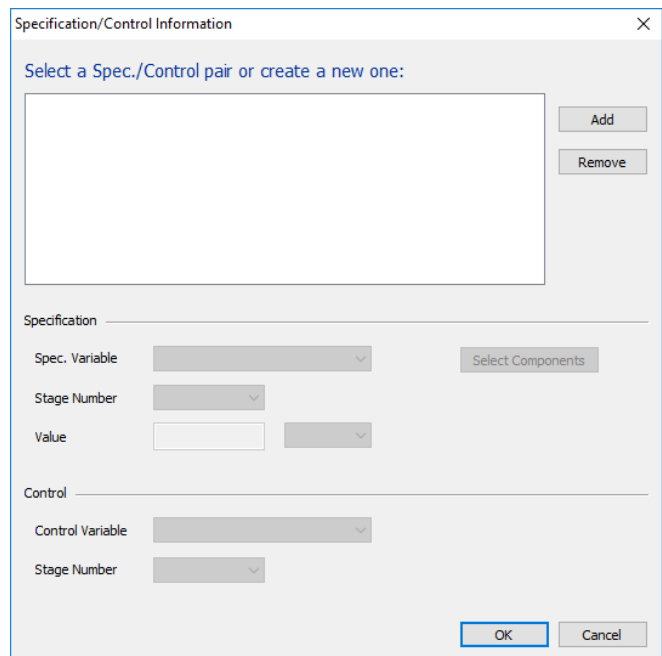 Specification/Control Information
Select a Spec./Control pair or create a new one:
Add
Remove
Specification
Spec. Variable
Select Components
Stage Number
Value
Control
Control Variable
Stage Number
OK
Cancel